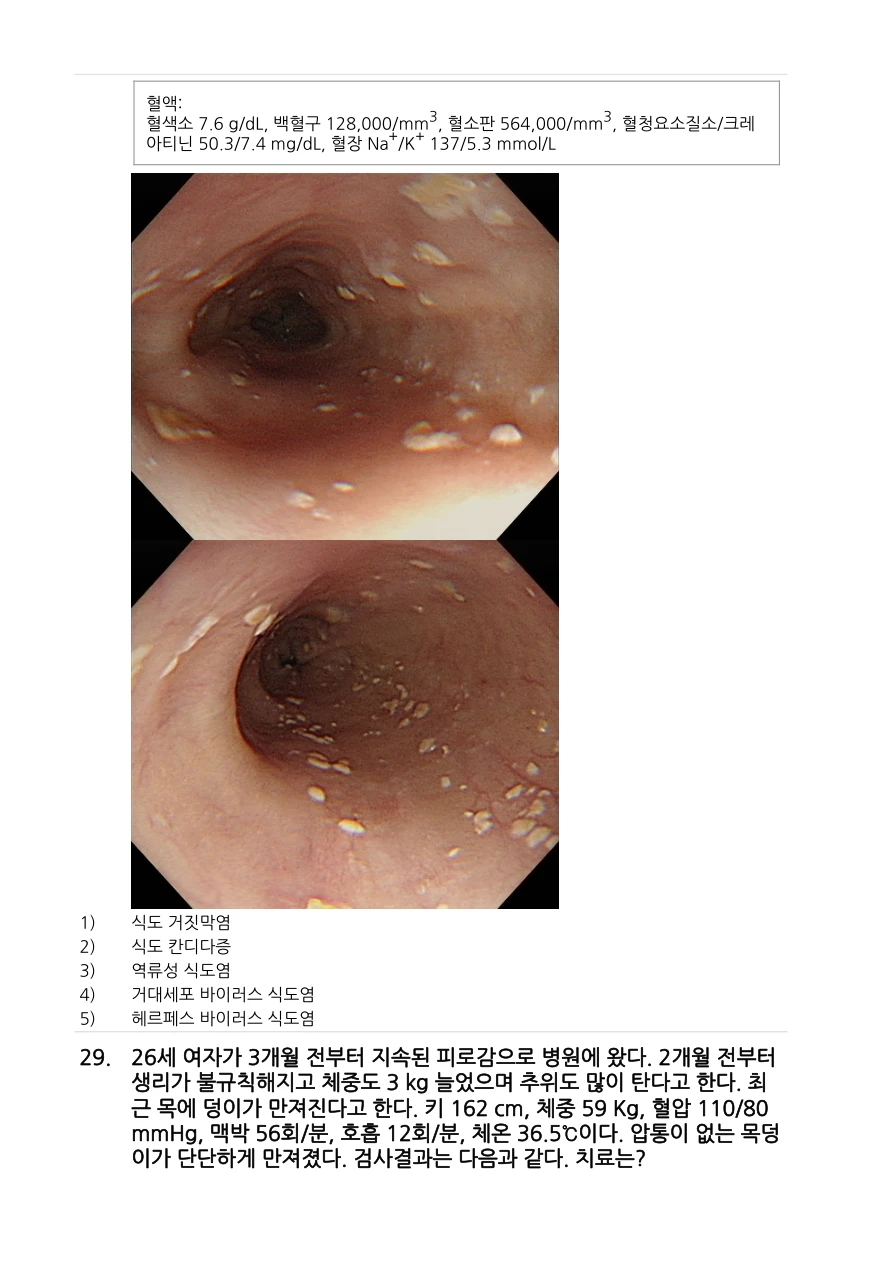 혈액:
혈색소 7.6 g/dL, 백혈구 128,000/mm³, 혈소판 564,000/mm³, 혈청요소질소/크레
아티닌 50.3/7.4 mg/dL, 혈장 Na⁺/K⁺ 137/5.3 mmol/L
1) 식도 거짓막염
2) 식도 칸디다증
3) 역류성 식도염
4) 거대세포 바이러스 식도염
5) 헤르페스 바이러스 식도염
29. 26세 여자가 3개월 전부터 지속된 피로감으로 병원에 왔다. 2개월 전부터
생리가 불규칙해지고 체중도 3 kg 늘었으며 추위도 많이 탄다고 한다. 최
근 목에 덩이가 만져진다고 한다. 키 162 cm, 체중 59 Kg, 혈압 110/80
mmHg, 맥박 56회/분, 호흡 12회/분, 체온 36.5℃이다. 압통이 없는 목덩
이가 단단하게 만져졌다. 검사결과는 다음과 같다. 치료는?